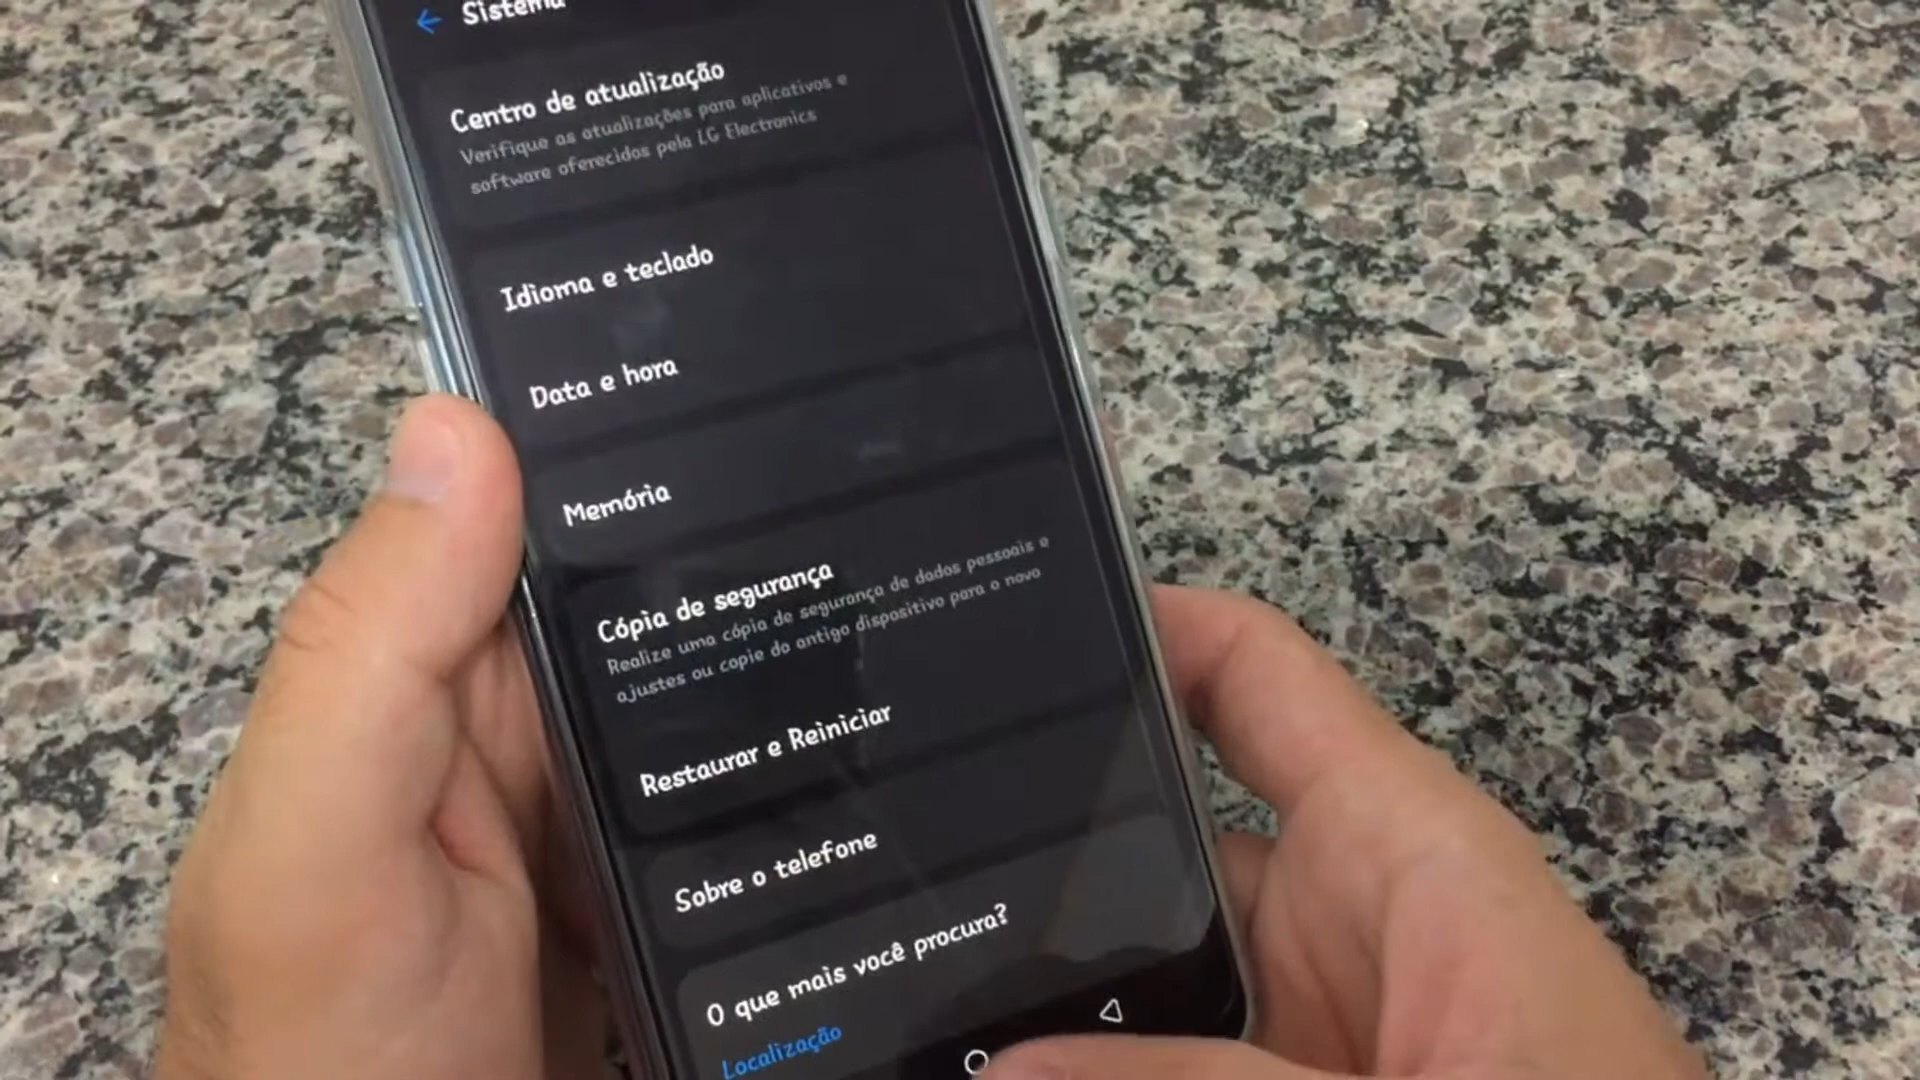 Sistema
Centro de atualização
Verifique as atualizações para aplicativos e
software oferecidos pela LG Electronics
Idioma e teclado
Data e hora
Memória
Cópia de segurança
Realize uma cópia de segurança de dados pessoais e
ajustes ou copie do antigo dispositivo para o novo
Restaurar e Reiniciar
Sobre o telefone
O que mais você procura?
Localização